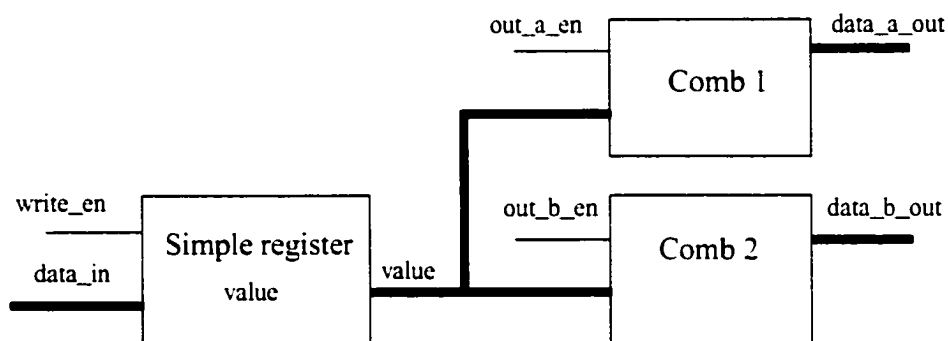 out_a_en
data_a_out
Comb 1
write_en
out_b_en
data_b_out
Simple register
Comb 2
data_in
value
value